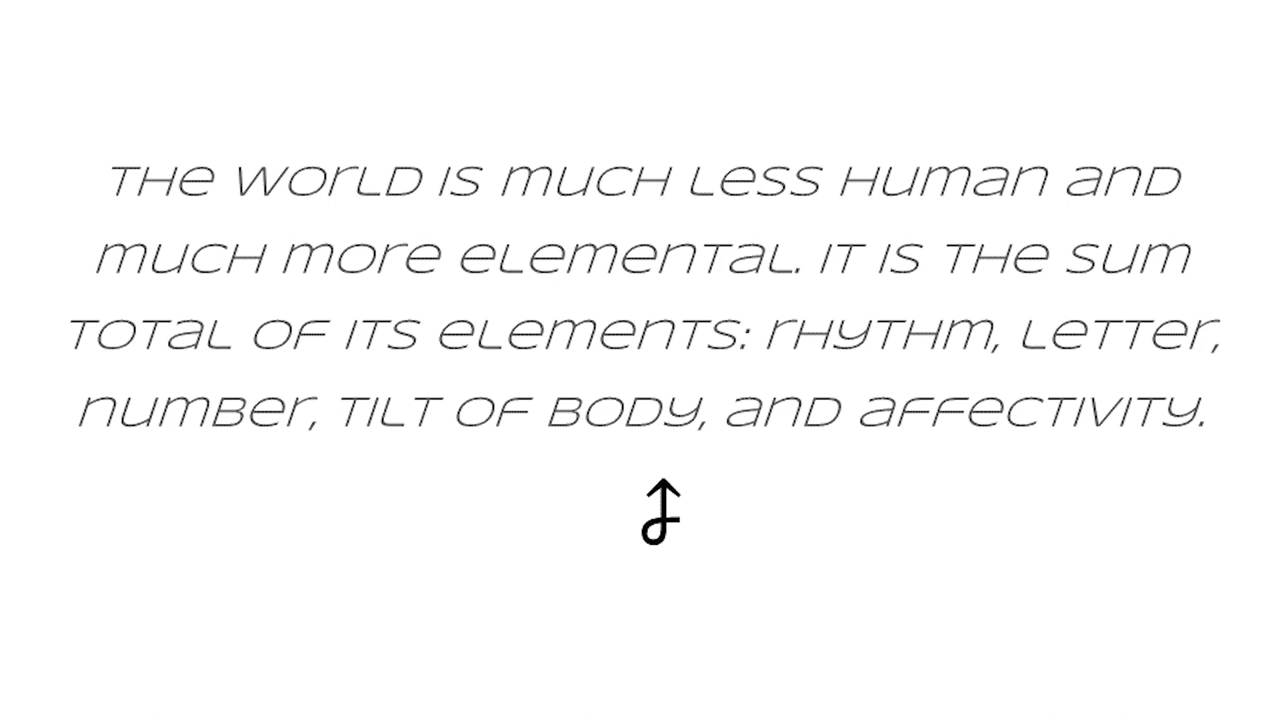 THE WORLD IS MUCH LESS HUMAN AND
MUCH MORE ELEMENTAL. IT IS THE SUM
TOTAL OF ITS ELEMENTS: RHYTHM, LETTER,
NUMBER, TILT OF BODY, AND AFFECTIVITY.